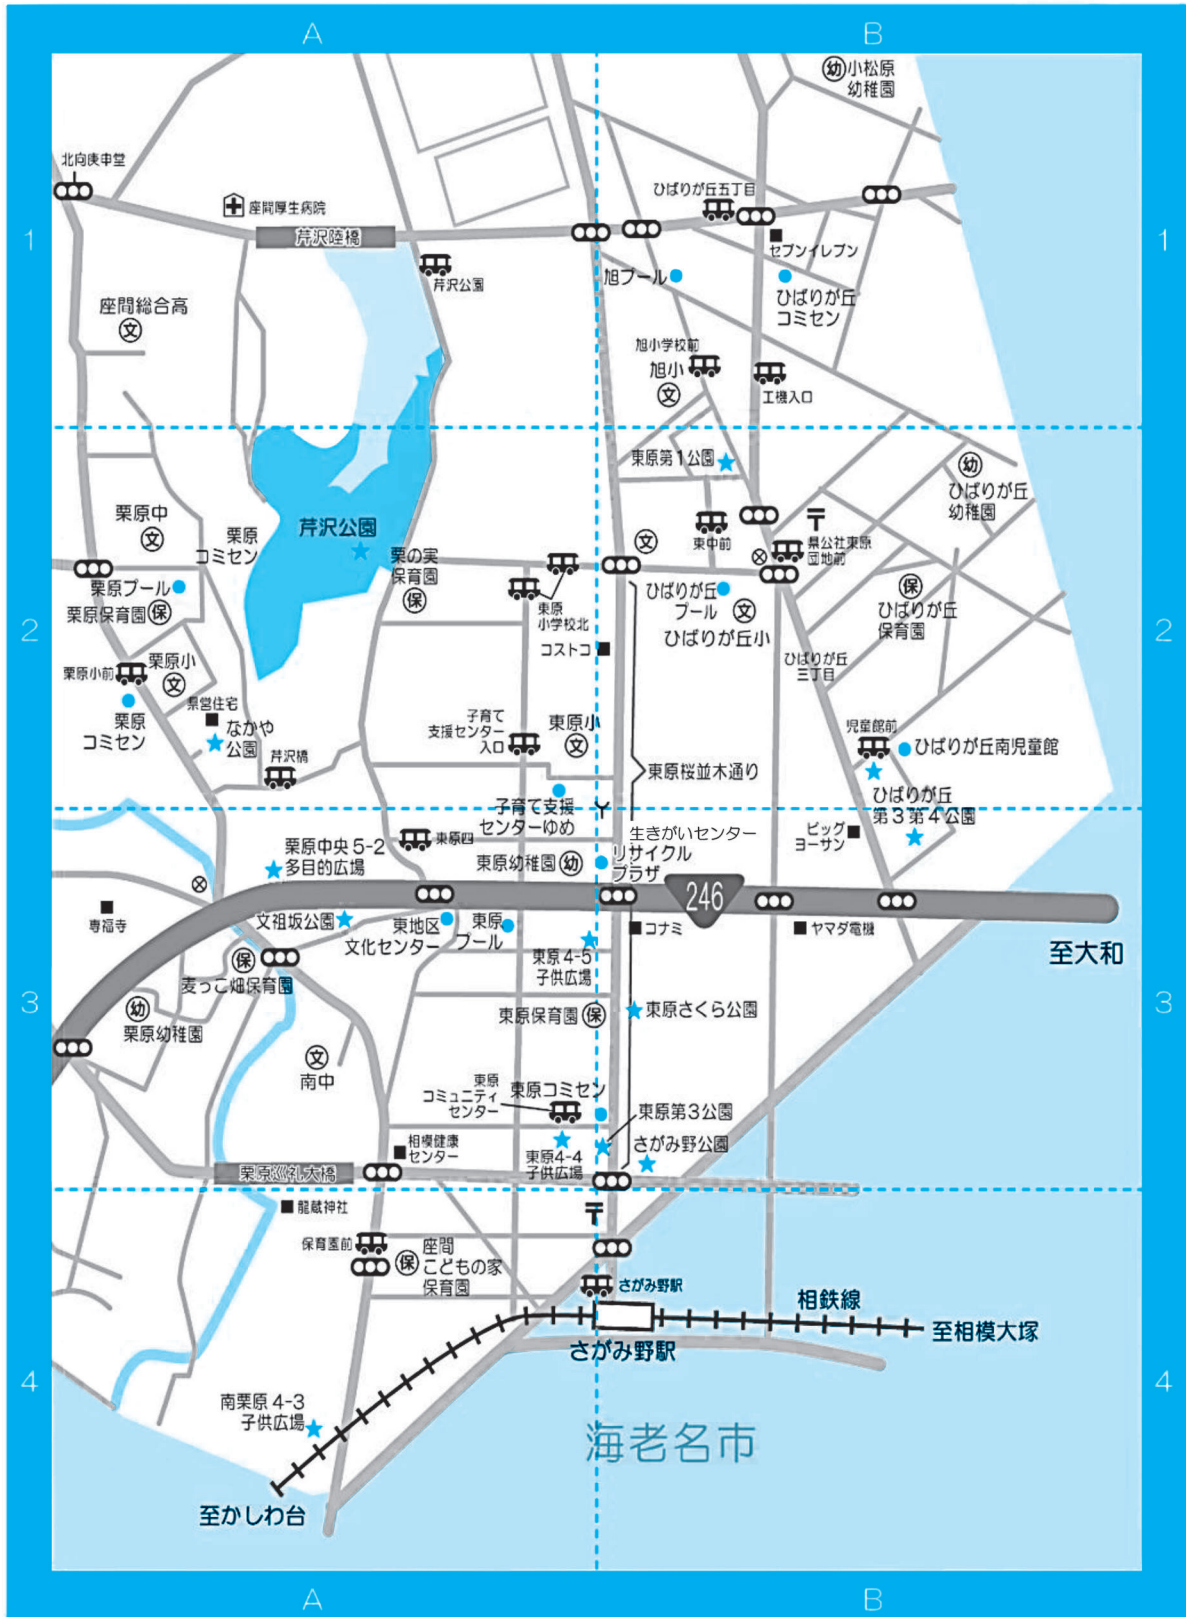 A
B
小松原
幼
幼稚園
北向庚申堂
座間厚生病院
ひばりが丘五丁目
1
芹沢陸橋
セブンイレブン
1
芹沢公園
旭プール
ひばりが丘
コミセン
座間総合高
文
旭小学校前
旭小
文
工機入口
東原第1公園
幼
ひばりが丘
幼稚園
栗原中
文
栗原
コミセン
芹沢公園
栗の実
保育園
保
東中前
文
県公社東原
団地前
栗原プール
栗原保育園
保
東原
小学校北
ひばりが丘
プール
文
ひばりが丘小
保
ひばりが丘
保育園
2
2
コストコ
栗原小前
栗原小
文
ひばりが丘
三丁目
県営住宅
栗原
コミセン
なかや
公園
子育て
支援センター
入口
東原小
文
児童館前
ひばりが丘南児童館
芹沢橋
東原桜並木通り
ひばりが丘
第3第4公園
子育て支援
センターゆめ
栗原中央5-2
多目的広場
東原四
生きがいセンター
リサイクル
プラザ
ビッグ
ヨーサン
東原幼稚園
幼
246
専福寺
文祖坂公園
東地区
文化センター
東原
プール
コナミ
ヤマダ電機
至大和
保
麦っこ畑保育園
東原4-5
子供広場
3
3
幼
栗原幼稚園
東原保育園
保
東原さくら公園
文
南中
東原
コミュニティ
センター
東原コミセン
東原第3公園
相模健康
センター
東原4-4
子供広場
さがみ野公園
栗原巡礼大橋
龍蔵神社
保育園前
保
座間
こどもの家
保育園
さがみ野駅
相鉄線
至相模大塚
さがみ野駅
4
4
南栗原4-3
子供広場
海老名市
至かしわ台
A
B